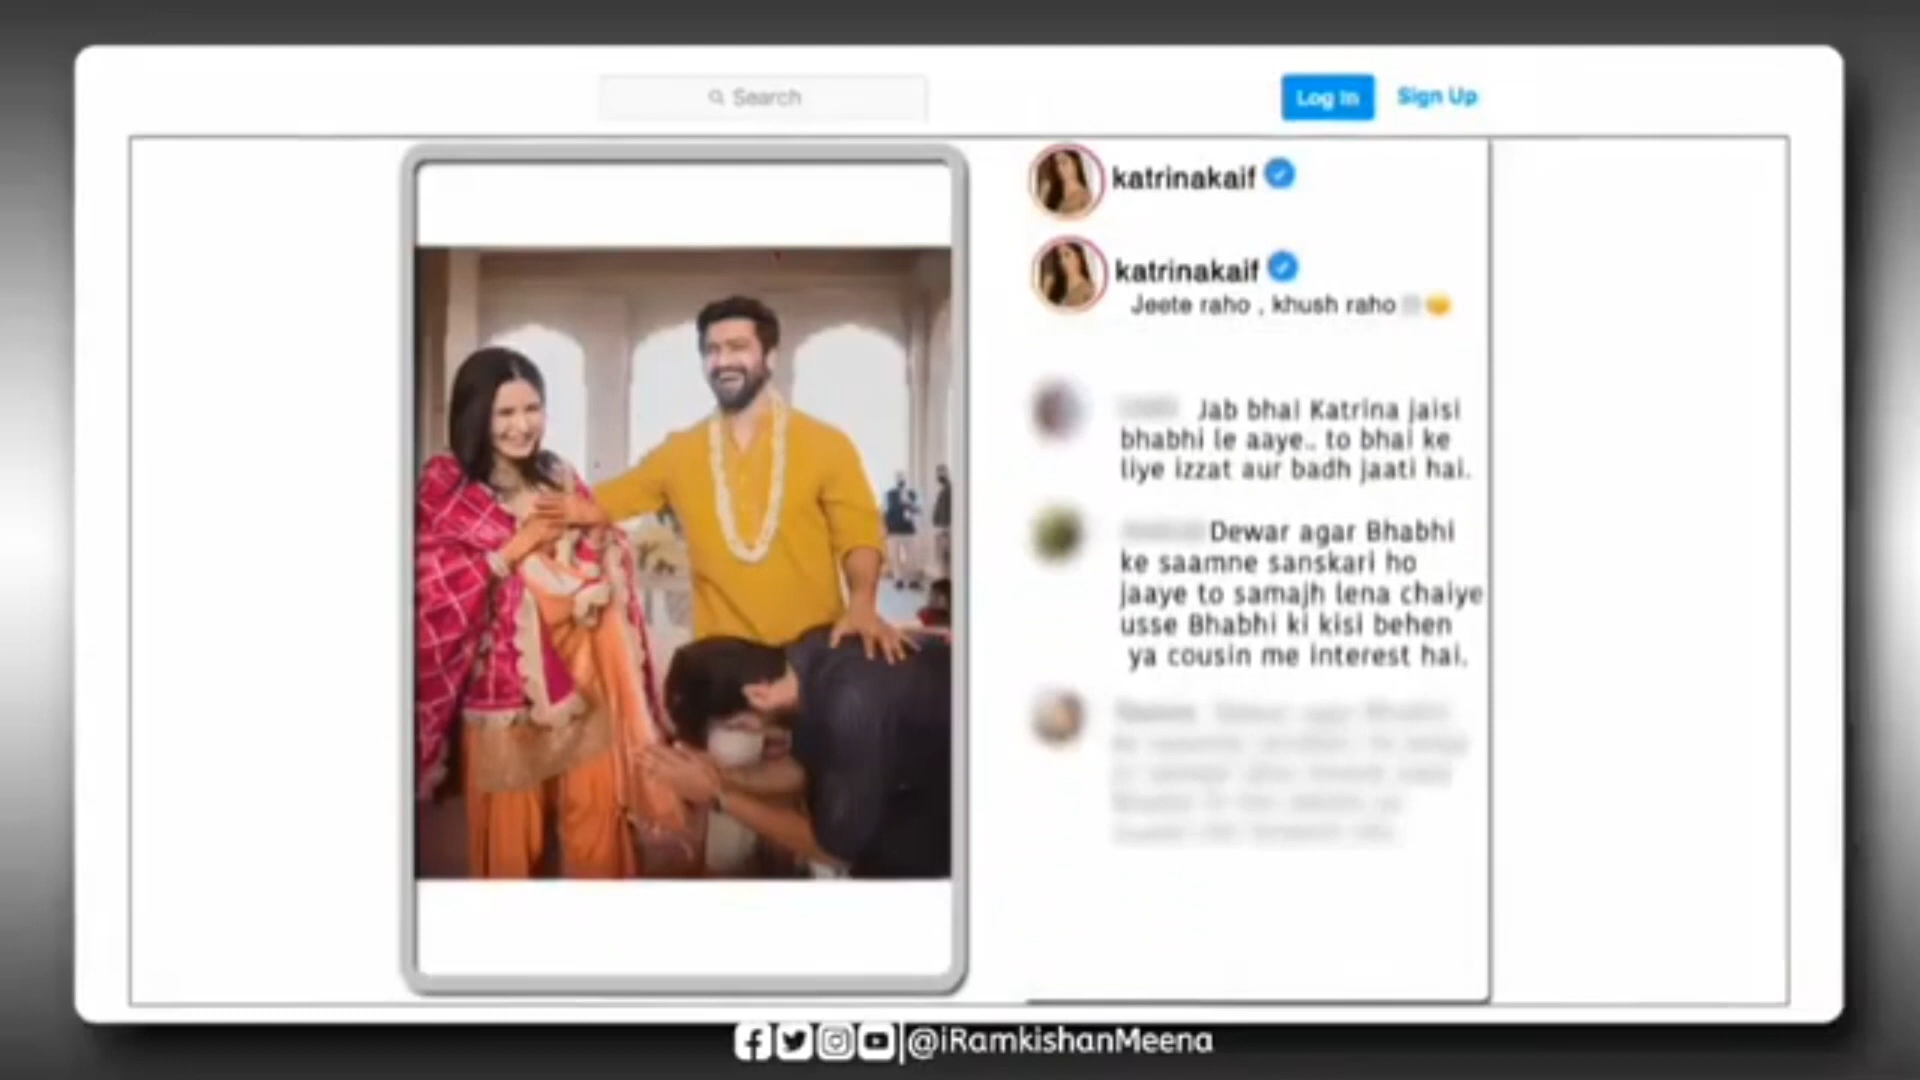 Search
Log In
Sign Up
katrinakaif
katrinakaif
Jeete raho , khush raho
Jab bhai Katrina jaisi
bhabhi le aaye.. to bhai ke
liye izzat aur badh jaati hai.
Dewar agar Bhabhi
ke saamne sanskari ho
jaaye to samajh lena chaiye
usse Bhabhi ki kisi behen
ya cousin me interest hai.
@iRamkishanMeena